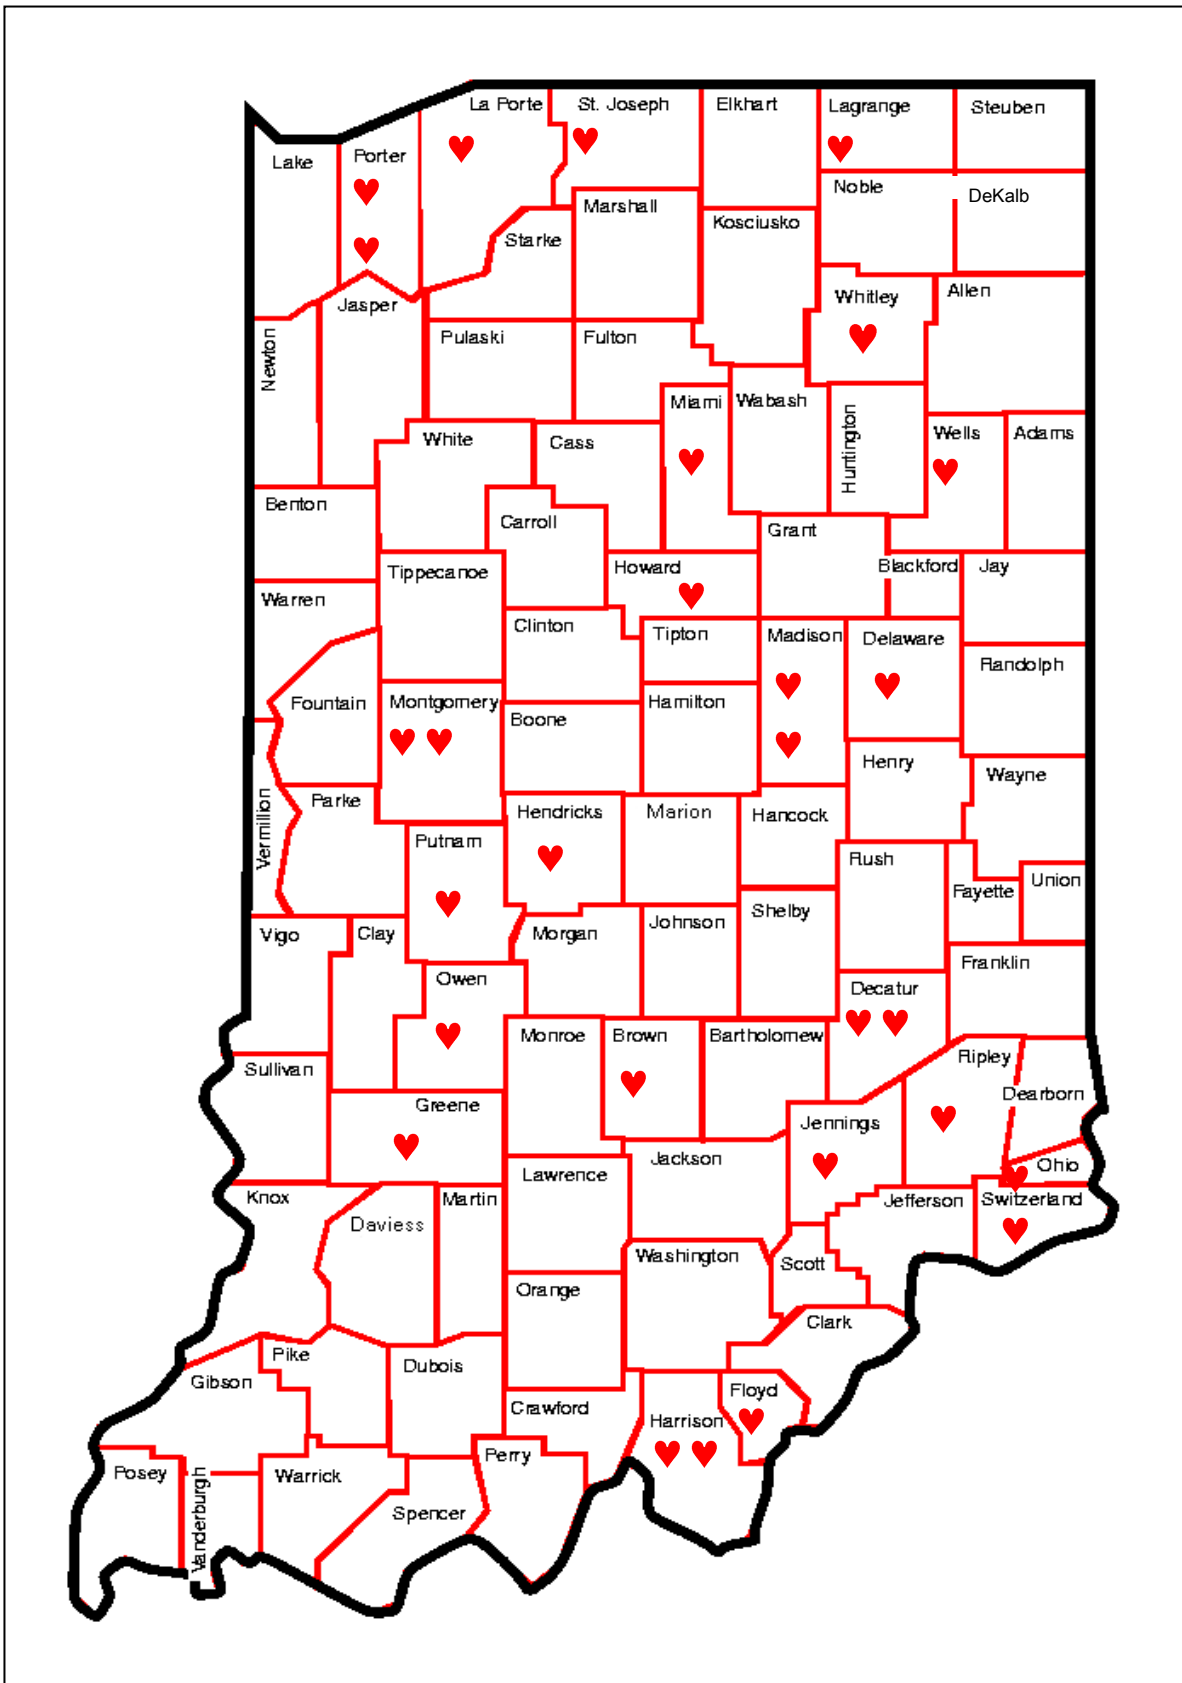 La Porte
St. Joseph
Elkhart
Lagrange
Steuben
Lake
Porter
Noble
DeKalb
Marshall
Kosciusko
Starke
Whitley
Allen
Jasper
Newton
Pulaski
Fulton
Miami
Wabash
Huntington
Wells
Adams
White
Cass
Benton
Carroll
Grant
Tippecanoe
Howard
Blackford
Jay
Warren
Clinton
Tipton
Madison
Delaware
Randolph
Fountain
Montgomery
Boone
Hamilton
Henry
Wayne
Vermillion
Parke
Hendricks
Marion
Hancock
Putnam
Rush
Fayette
Union
Vigo
Clay
Morgan
Johnson
Shelby
Franklin
Owen
Decatur
Monroe
Brown
Bartholomew
Ripley
Sullivan
Dearborn
Greene
Jennings
Jackson
Ohio
Lawrence
Knox
Martin
Jefferson
Switzerland
Daviess
Washington
Scott
Orange
Clark
Pike
Dubois
Gibson
Floyd
Crawford
Harrison
Perry
Posey
Vanderburgh
Warrick
Spencer